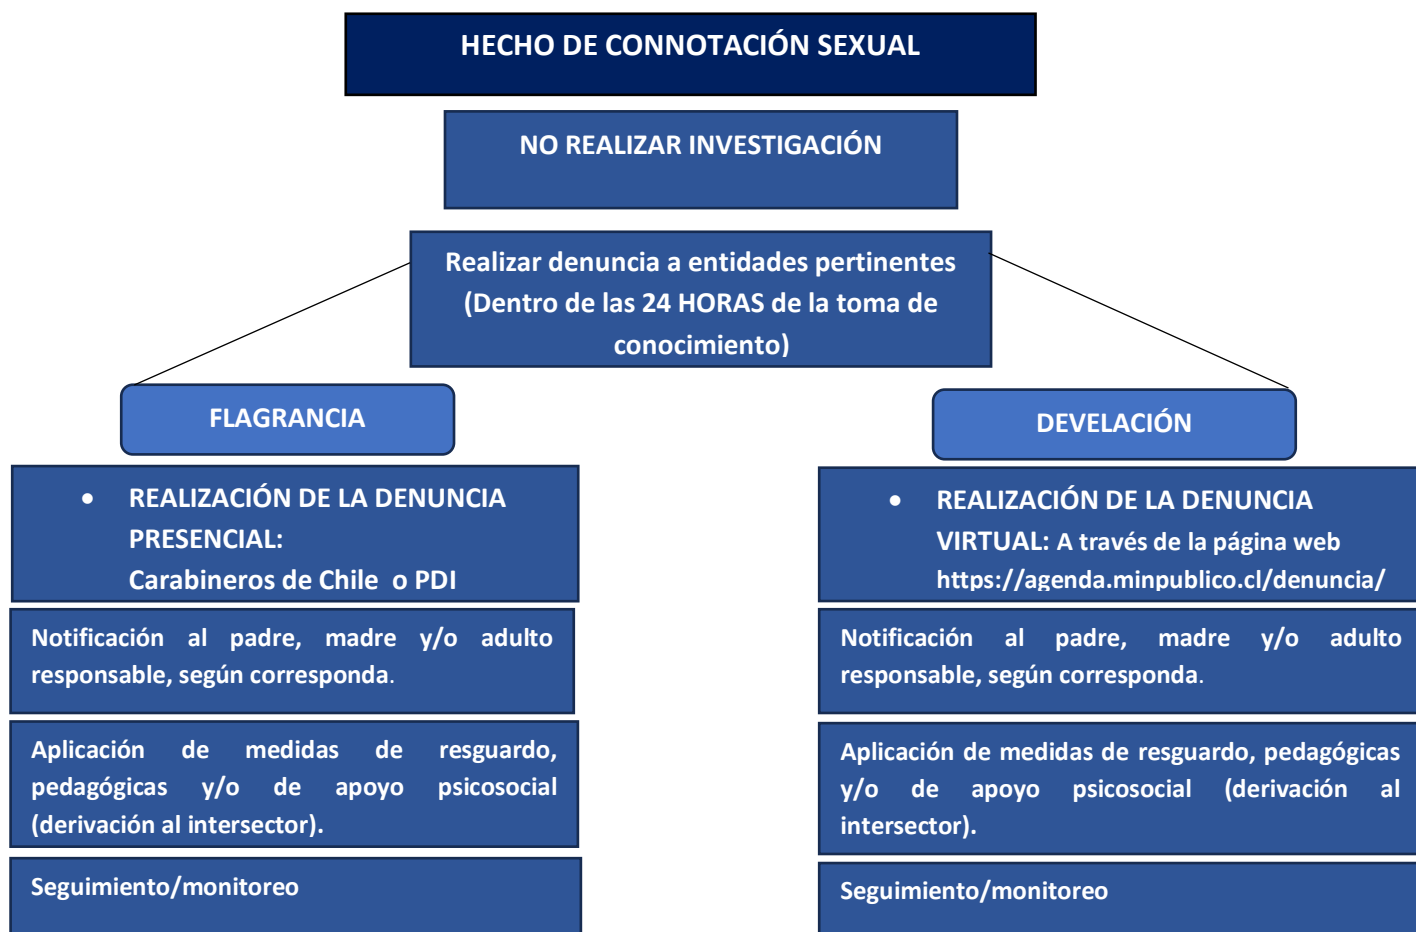 HECHO DE CONNOTACIÓN SEXUAL
NO REALIZAR INVESTIGACIÓN
Realizar denuncia a entidades pertinentes
(Dentro de las 24 HORAS de la toma de
conocimiento)
FLAGRANCIA
• REALIZACIÓN DE LA DENUNCIA
PRESENCIAL:
Carabineros de Chile o PDI
Notificación al padre, madre y/o adulto
responsable, según corresponda.
Aplicación de medidas de resguardo,
pedagógicas y/o de apoyo psicosocial
(derivación al intersector).
Seguimiento/monitoreo
DEVELACIÓN
• REALIZACIÓN DE LA DENUNCIA
VIRTUAL: A través de la página web
https://agenda.minpublico.cl/denuncia/
Notificación al padre, madre y/o adulto
responsable, según corresponda.
Aplicación de medidas de resguardo, pedagógicas
y/o de apoyo psicosocial (derivación al
intersector).
Seguimiento/monitoreo